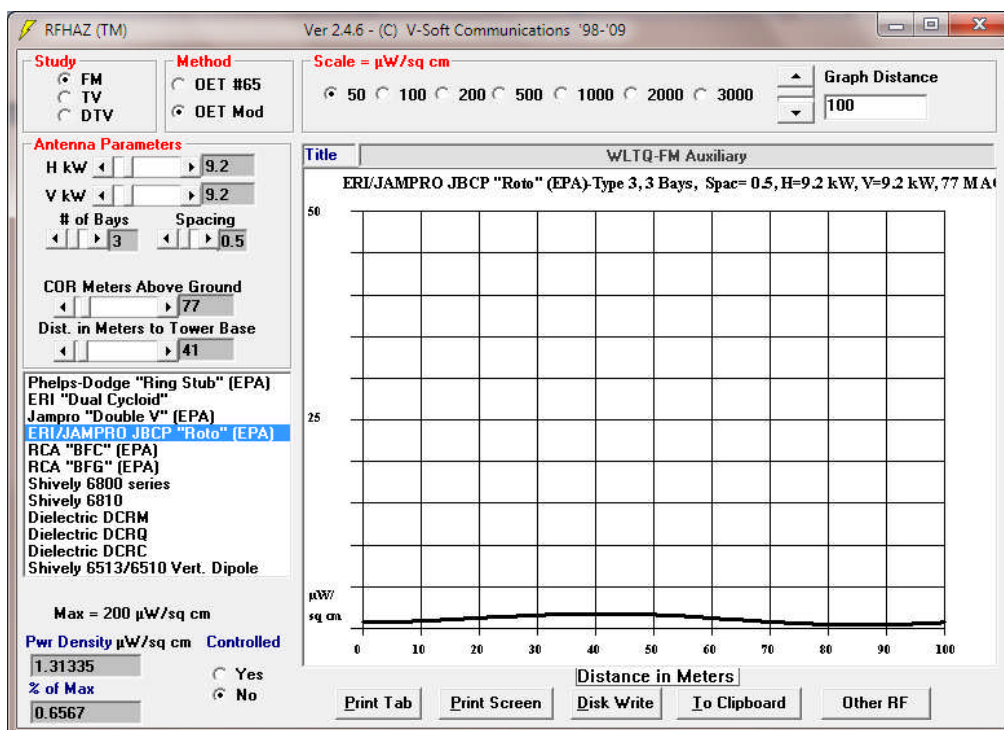 RFHAZ (TM) Ver 2.4.6 - (C) V-Soft Communications '98-'09
Study
FM
TV
DTV
Method
OET #65
OET Mod
Scale = µW/sq cm
50 100 200 500 1000 2000 3000
Graph Distance
100
Antenna Parameters
H kW 9.2
V kW 9.2
# of Bays Spacing
3 0.5
COR Meters Above Ground
77
Dist. in Meters to Tower Base
41
Phelps-Dodge "Ring Stub" (EPA)
ERI "Dual Cycloid"
Jampro "Double V" (EPA)
ERI/JAMPRO JBCP "Roto" (EPA)
RCA "BFC" (EPA)
RCA "BFG" (EPA)
Shively 6800 series
Shively 6810
Dielectric DCRM
Dielectric DCRQ
Dielectric DCRC
Shively 6513/6510 Vert. Dipole
Max = 200 µW/sq cm
Pwr Density µW/sq cm
1.31335
% of Max
0.6567
Controlled
Yes
No
Title WLTQ-FM Auxiliary
ERI/JAMPRO JBCP "Roto" (EPA)-Type 3, 3 Bays, Spac= 0.5, H=9.2 kW, V=9.2 kW, 77 M
50
25
µW/
sq cm
0 10 20 30 40 50 60 70 80 90 100
Distance in Meters
Print Tab Print Screen Disk Write To Clipboard Other RF